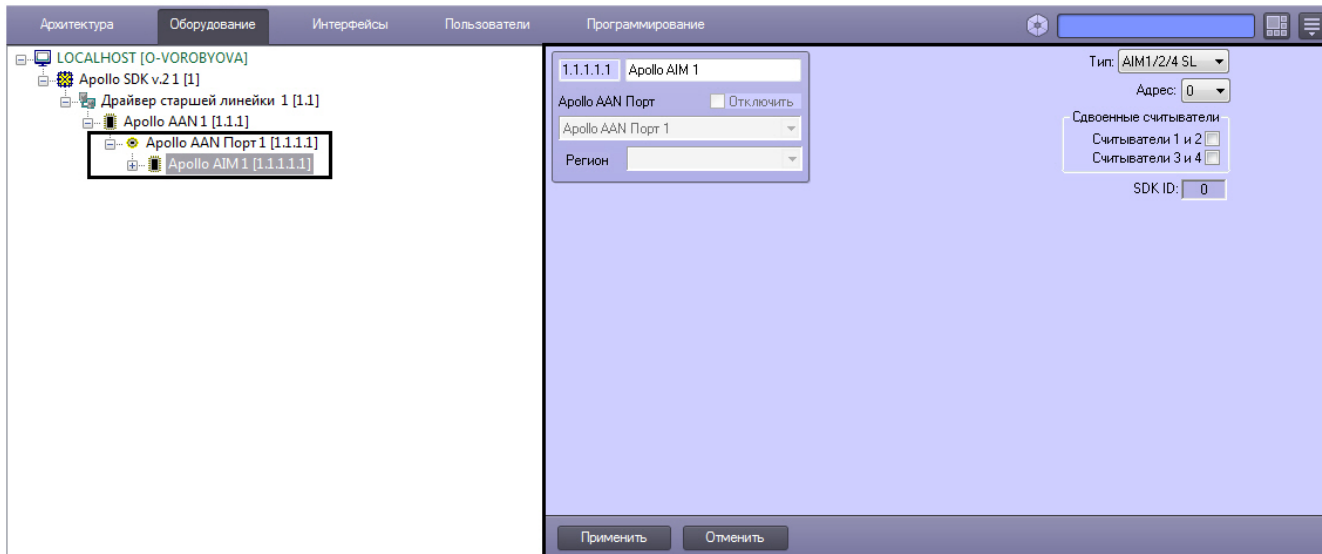 Архитектура Оборудование Интерфейсы Пользователи Программирование
LOCALHOST [O-VOROBYOVA]
Apollo SDK v.2 1 [1]
Драйвер старшей линейки 1 [1.1]
Apollo AAN 1 [1.1.1]
Apollo AAN Порт 1 [1.1.1.1]
Apollo AIM 1 [1.1.1.1.1]
1.1.1.1.1 Apollo AIM 1
Apollo AAN Порт Отключить
Apollo AAN Порт 1
Регион
Тип: AIM1/2/4 SL
Адрес: 0
Сдвоенные считыватели
Считыватели 1 и 2
Считыватели 3 и 4
SDK ID: 0
Применить Отменить